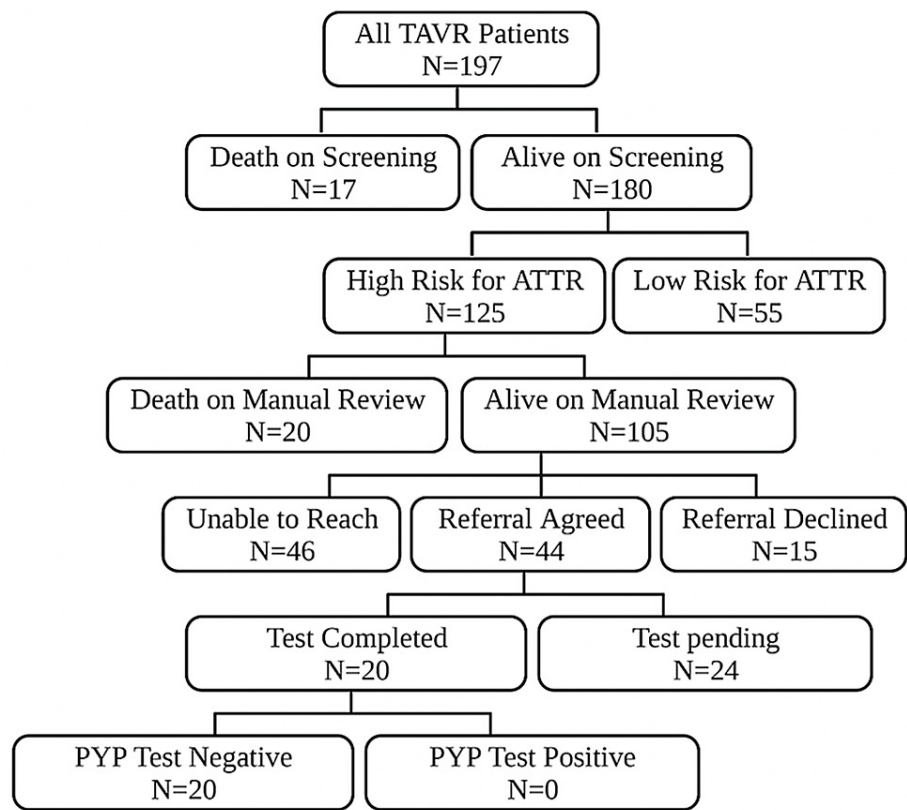 All TAVR Patients
N=197
Death on Screening
N=17
Alive on Screening
N=180
High Risk for ATTR
N=125
Low Risk for ATTR
N=55
Death on Manual Review
N=20
Alive on Manual Review
N=105
Unable to Reach
N=46
Referral Agreed
N=44
Referral Declined
N=15
Test Completed
N=20
Test pending
N=24
PYP Test Negative
N=20
PYP Test Positive
N=0